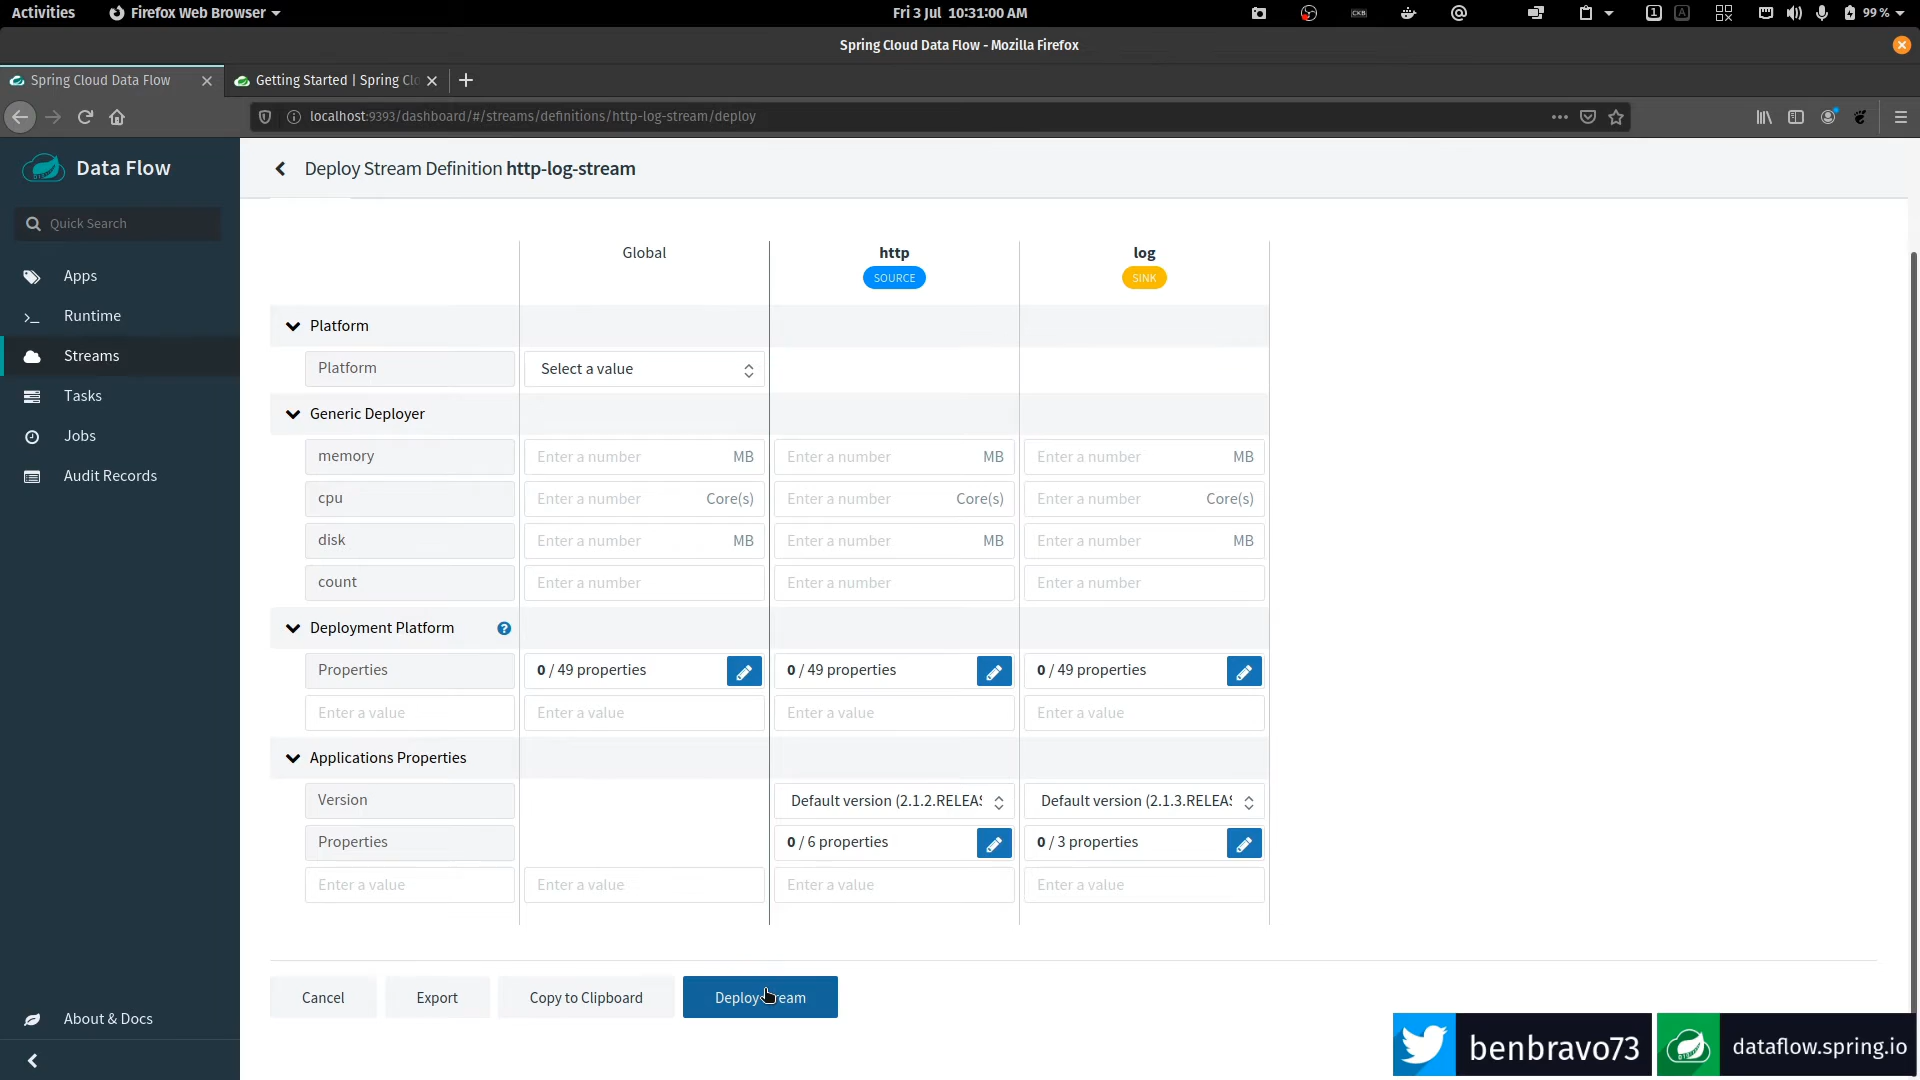 Activities
Firefox Web Browser
Fri 3 Jul 10:31:00 AM
CKB
1
A
99 %
Spring Cloud Data Flow - Mozilla Firefox
Spring Cloud Data Flow
Getting Started | Spring Clo
localhost:9393/dashboard/#/streams/definitions/http-log-stream/deploy
Data Flow
Deploy Stream Definition http-log-stream
Quick Search
Apps
Runtime
Streams
Tasks
Jobs
Audit Records
Global
http
log
SOURCE
SINK
Platform
Platform
Select a value
Generic Deployer
memory
Enter a number MB
Enter a number MB
Enter a number MB
cpu
Enter a number Core(s)
Enter a number Core(s)
Enter a number Core(s)
disk
Enter a number MB
Enter a number MB
Enter a number MB
count
Enter a number
Enter a number
Enter a number
Deployment Platform ?
Properties
0 / 49 properties
0 / 49 properties
0 / 49 properties
Enter a value
Enter a value
Enter a value
Enter a value
Applications Properties
Version
Default version (2.1.2.RELEAS
Default version (2.1.3.RELEAS
Properties
0 / 6 properties
0 / 3 properties
Enter a value
Enter a value
Enter a value
Enter a value
Cancel
Export
Copy to Clipboard
Deploy ream
About & Docs
benbravo73
dataflow.spring.io